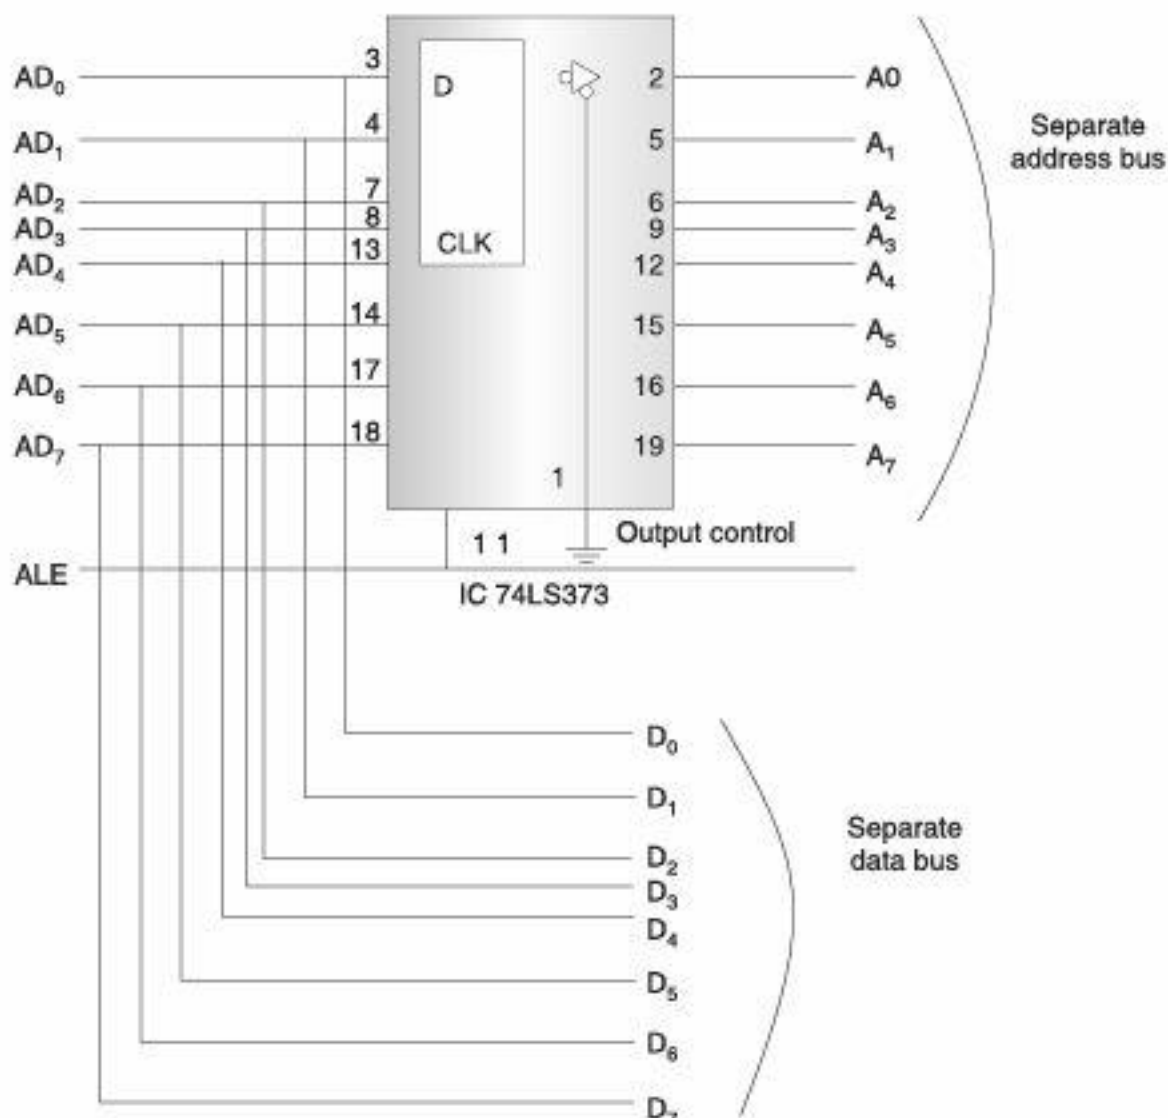 AD₀ 3 D 2 A0
AD₁ 4 5 A₁
AD₂ 7 6 A₂
AD₃ 8 9 A₃
AD₄ 13 CLK 12 A₄
AD₅ 14 15 A₅
AD₆ 17 16 A₆
AD₇ 18 19 A₇
1
Separate
address bus
Output control
ALE 1 1
IC 74LS373
D₀
D₁
D₂
D₃
D₄
D₅
D₆
Separate
data bus